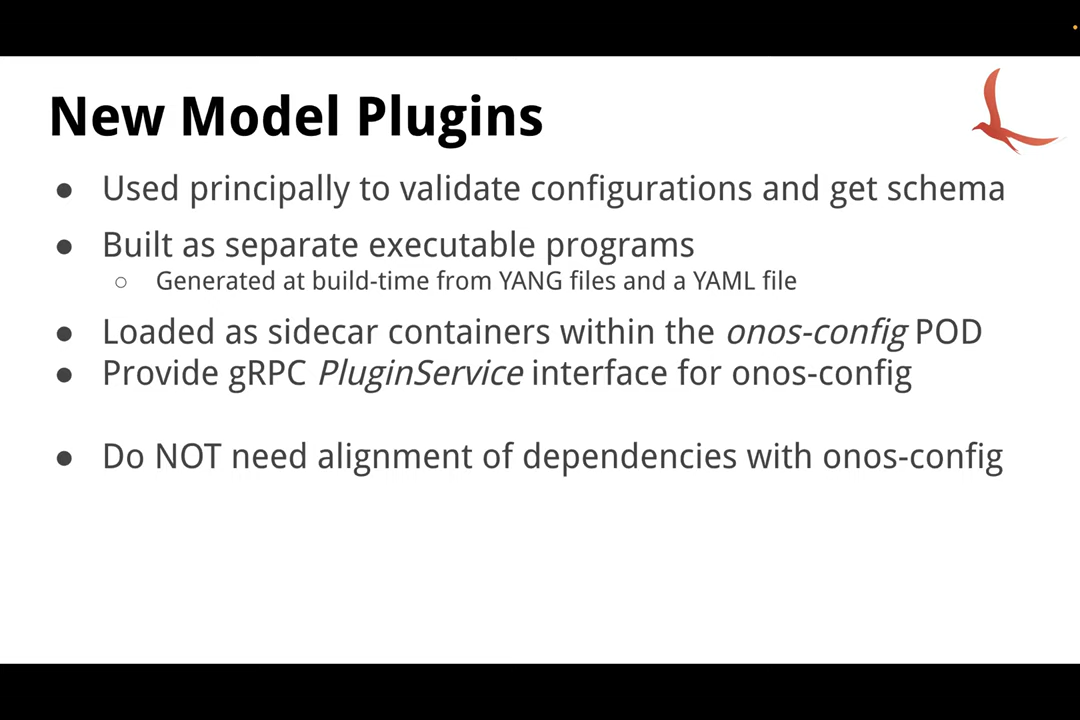 New Model Plugins
● Used principally to validate configurations and get schema
● Built as separate executable programs
○ Generated at build-time from YANG files and a YAML file
● Loaded as sidecar containers within the onos-config POD
● Provide gRPC PluginService interface for onos-config
● Do NOT need alignment of dependencies with onos-config